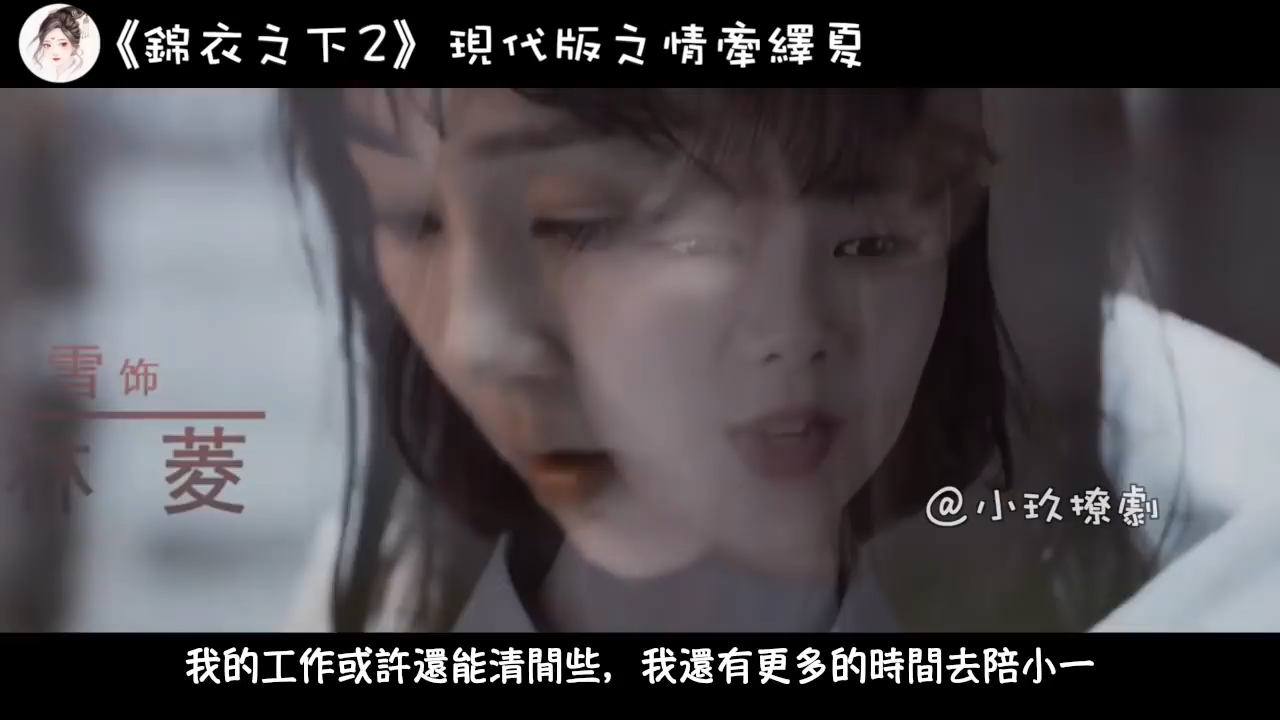 《錦衣之下2》現代版之情牽繹夏
雪饰
林菱
@小玖撩劇
我的工作或許還能清閒些，我還有更多的時間去陪小一